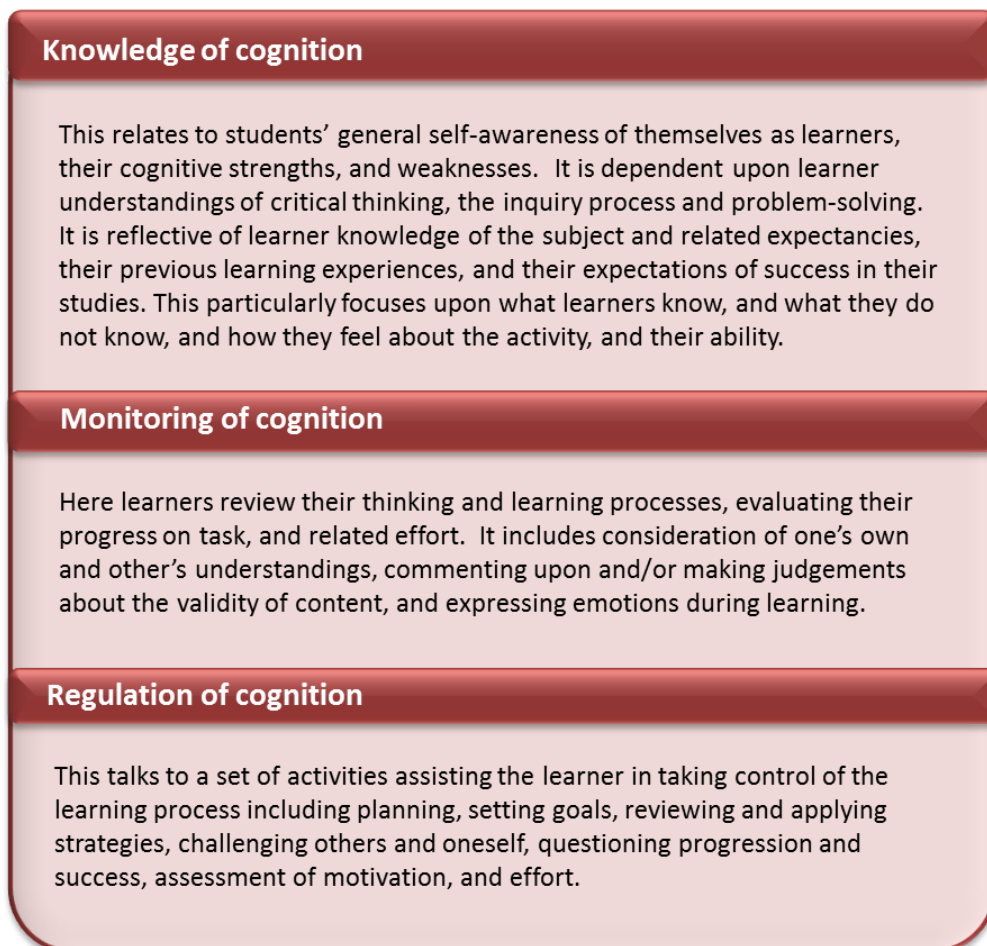 Knowledge of cognition
This relates to students’ general self-awareness of themselves as learners,
their cognitive strengths, and weaknesses.  It is dependent upon learner
understandings of critical thinking, the inquiry process and problem-solving.
It is reflective of learner knowledge of the subject and related expectancies,
their previous learning experiences, and their expectations of success in their
studies. This particularly focuses upon what learners know, and what they do
not know, and how they feel about the activity, and their ability.
Monitoring of cognition
Here learners review their thinking and learning processes, evaluating their
progress on task, and related effort.  It includes consideration of one’s own
and other’s understandings, commenting upon and/or making judgements
about the validity of content, and expressing emotions during learning.
Regulation of cognition
This talks to a set of activities assisting the learner in taking control of the
learning process including planning, setting goals, reviewing and applying
strategies, challenging others and oneself, questioning progression and
success, assessment of motivation, and effort.